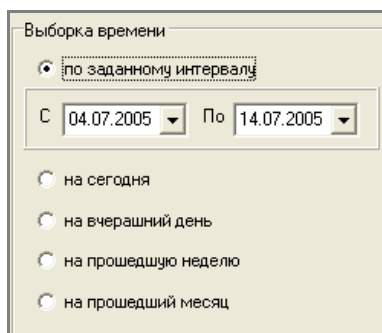 Выборка времени
по заданному интервалу
С 04.07.2005 По 14.07.2005
на сегодня
на вчерашний день
на прошедшую неделю
на прошедший месяц